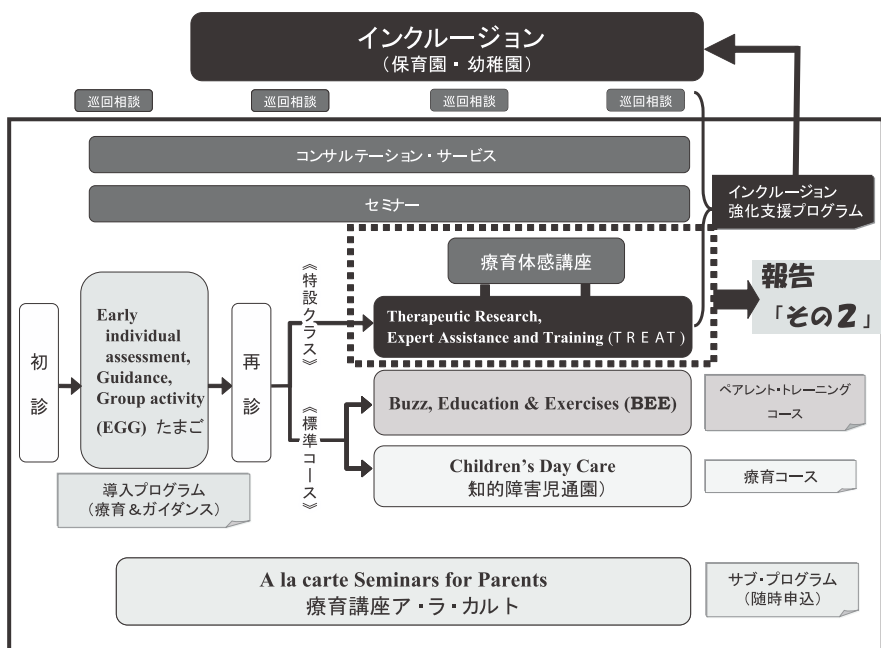 インクルージョン
（保育園・幼稚園）
巡回相談
巡回相談
巡回相談
巡回相談
コンサルテーション・サービス
セミナー
インクルージョン
強化支援プログラム
療育体感講座
報告
「その2」
《特設クラス》
Therapeutic Research,
Expert Assistance and Training (TREAT)
初診
Early
individual
assessment,
Guidance,
Group activity
(EGG) たまご
再診
《標準コース》
Buzz, Education & Exercises (BEE)
ペアレント・トレーニング
コース
Children's Day Care
知的障害児通園）
療育コース
導入プログラム
（療育＆ガイダンス）
A la carte Seminars for Parents
療育講座ア・ラ・カルト
サブ・プログラム
（随時申込）